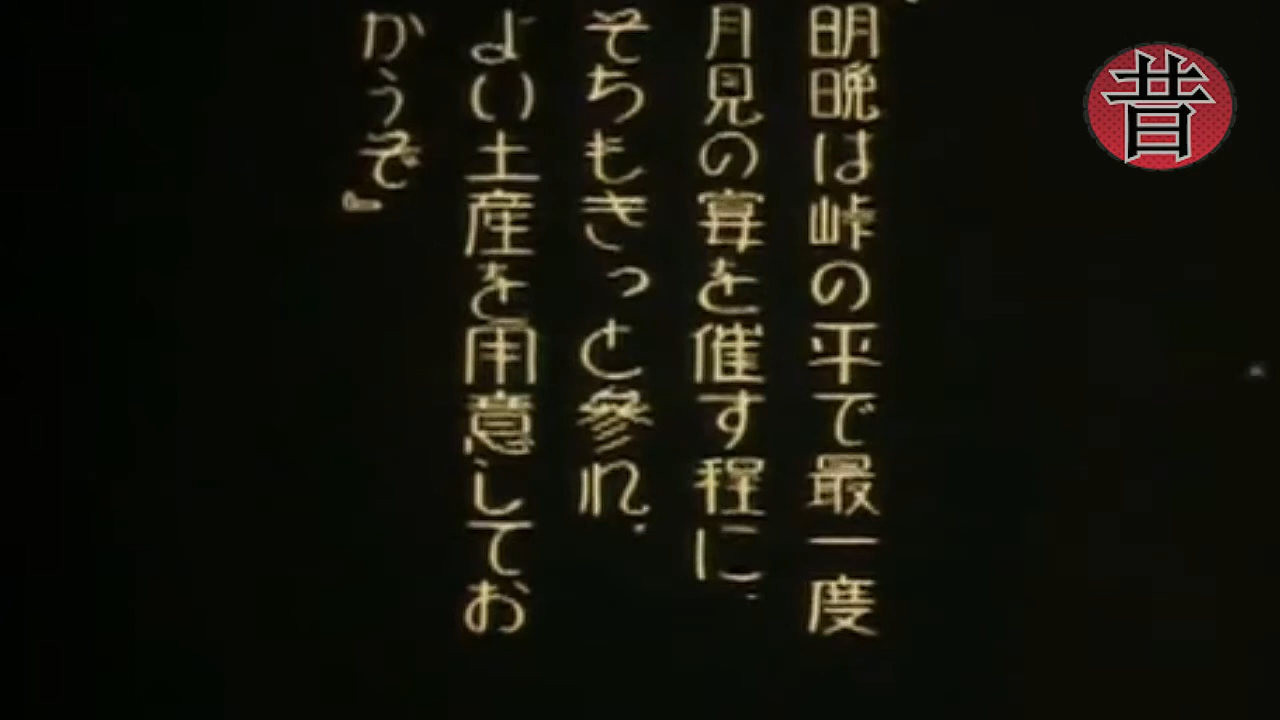 明晩は峠の平で最一度
月見の宴を催す程に、
そちもきっと參れ、
よい土産を用意してお
かうぞ』
昔